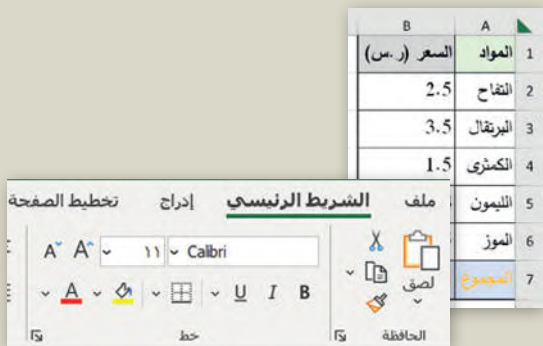 A B
1 المواد السعر (ر.س)
2 التفاح 2.5
3 البرتقال 3.5
4 الكمثرى 1.5
5 الليمون
6 الموز
7 المجموع
ملف الشريط الرئيسي إدراج تخطيط الصفحة
Calibri ١١ A A
لصق
B I U A
الحافظة خط